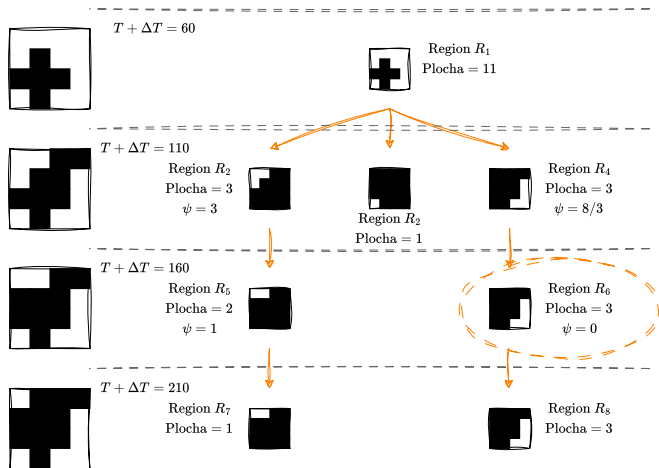 T + ΔT = 60
Region R₁
Plocha = 11
T + ΔT = 110
Region R₂
Plocha = 3
ψ = 3
Region R₂
Plocha = 1
Region R₄
Plocha = 3
ψ = 8/3
T + ΔT = 160
Region R₅
Plocha = 2
ψ = 1
Region R₆
Plocha = 3
ψ = 0
T + ΔT = 210
Region R₇
Plocha = 1
Region R₈
Plocha = 3